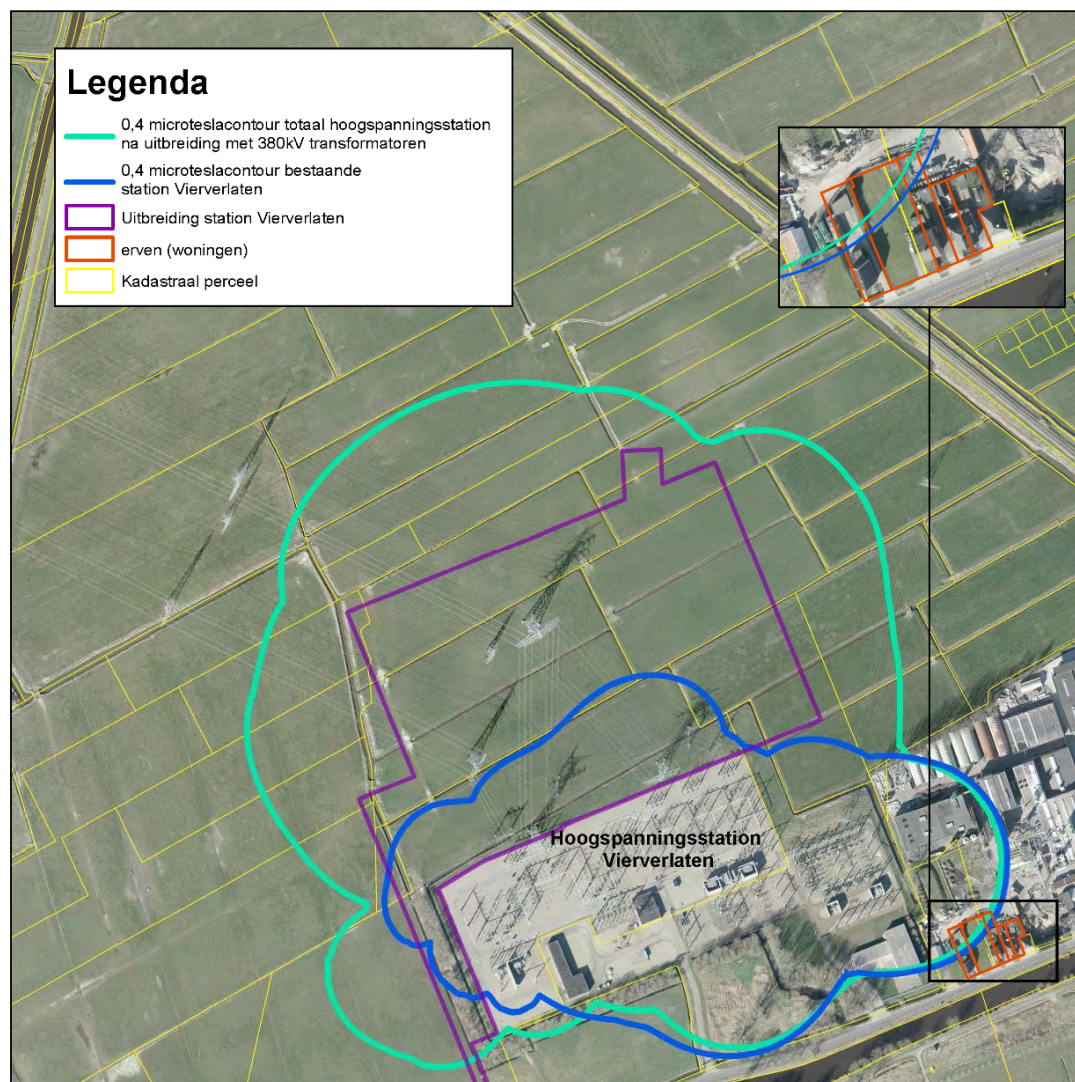 Legenda
0,4 microteslacontour totaal hoogspanningsstation
na uitbreiding met 380kV transformatoren
0,4 microteslacontour bestaande
station Vierverlaten
Uitbreiding station Vierverlaten
erven (woningen)
Kadastraal perceel
Hoogspanningsstation
Vierverlaten